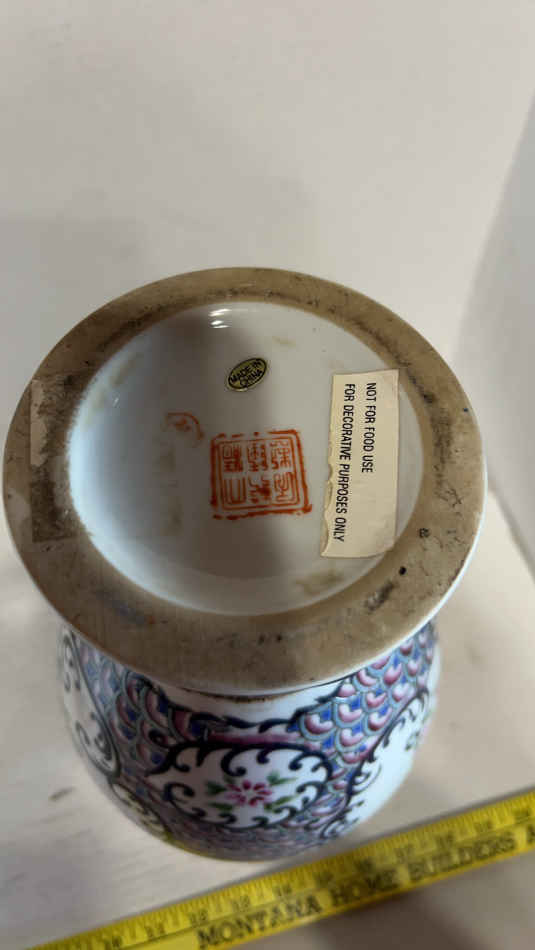 MADE IN
CHINA
NOT FOR FOOD USE
FOR DECORATIVE PURPOSES ONLY
MONTANA HOME BUILDERS